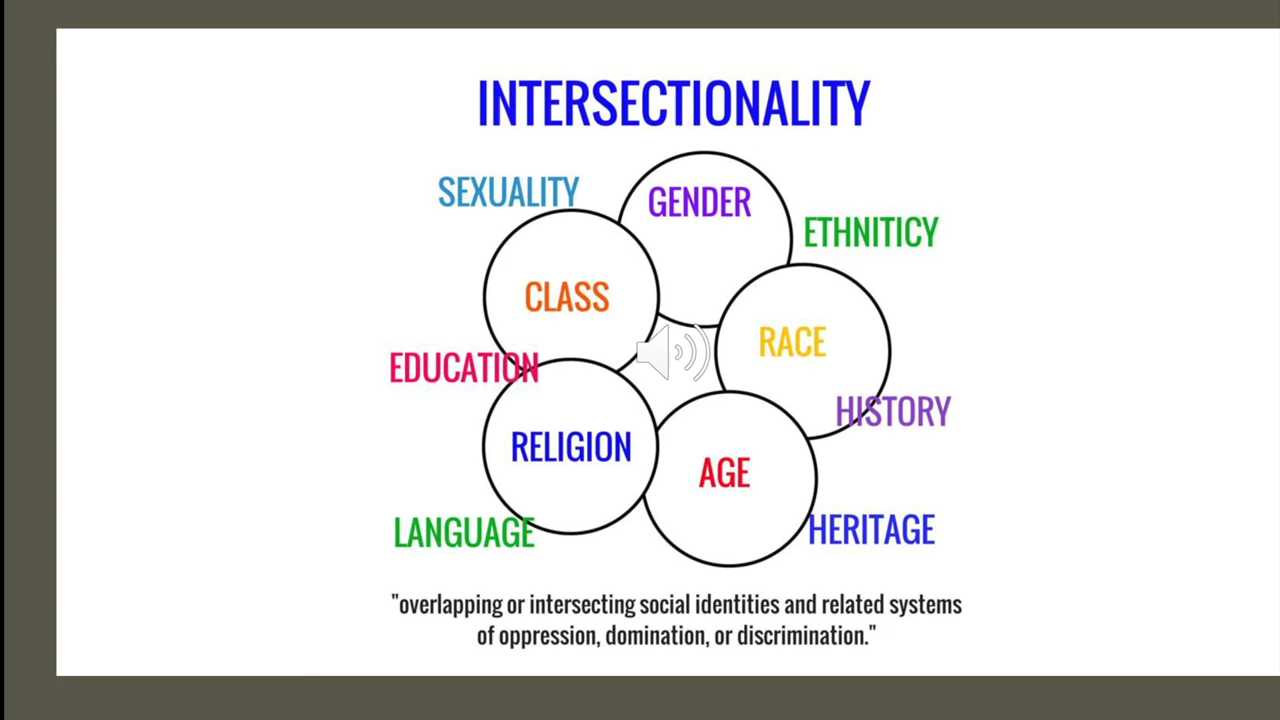 INTERSECTIONALITY
SEXUALITY
GENDER
ETHNITICY
CLASS
RACE
EDUCATION
HISTORY
RELIGION
AGE
LANGUAGE
HERITAGE
"overlapping or intersecting social identities and related systems
of oppression, domination, or discrimination."